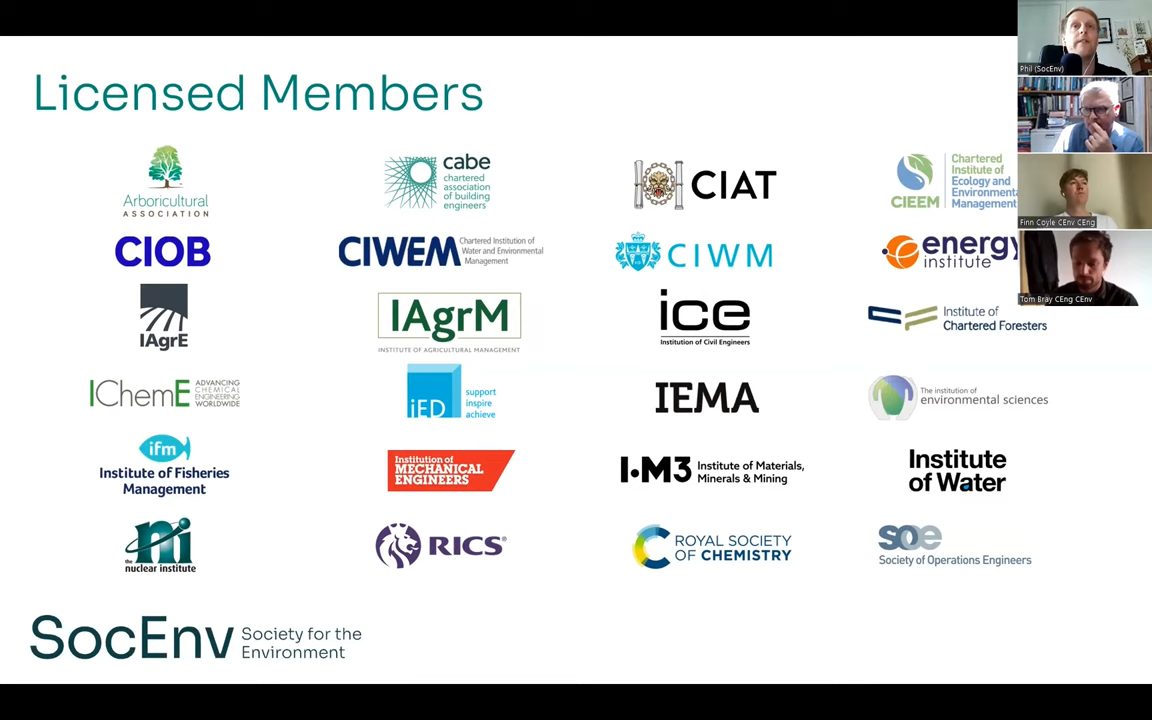 Licensed Members
Arboricultural
ASSOCIATION
cabe
chartered
association
of building
engineers
CIAT
CIEEM
Chartered
Institute of
Ecology and
Environmental
Management
CIOB
CIWEM
Chartered Institution of
Water and Environmental
Management
CIWM
energy
institute
IAgrE
IAgrM
INSTITUTE OF AGRICULTURAL MANAGEMENT
ice
Institution of Civil Engineers
Institute of
Chartered Foresters
IChemE
ADVANCING
CHEMICAL
ENGINEERING
WORLDWIDE
iED
support
inspire
achieve
IEMA
The institution of
environmental sciences
ifm
Institute of Fisheries
Management
Institution of
MECHANICAL
ENGINEERS
I•M3
Institute of Materials,
Minerals & Mining
Institute
of Water
ni
the
nuclear institute
RICS®
ROYAL SOCIETY
OF CHEMISTRY
soe
Society of Operations Engineers
SocEnv
Society for the
Environment
Phil (SocEnv)
Finn Coyle CEnv CEng
Tom Bray CEng CEnv